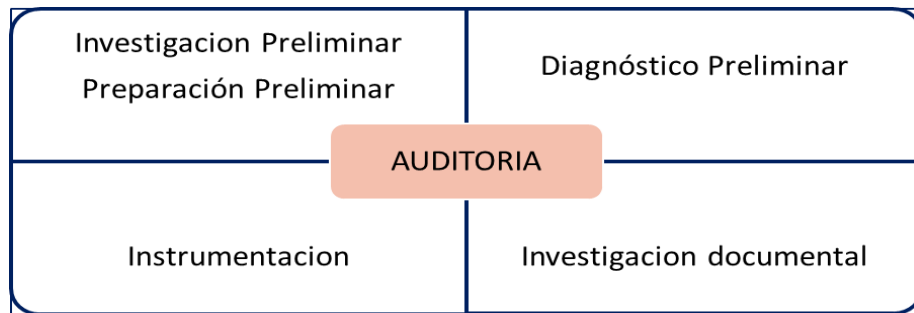 Investigacion Preliminar
Preparación Preliminar
Diagnóstico Preliminar
AUDITORIA
Instrumentacion
Investigacion documental